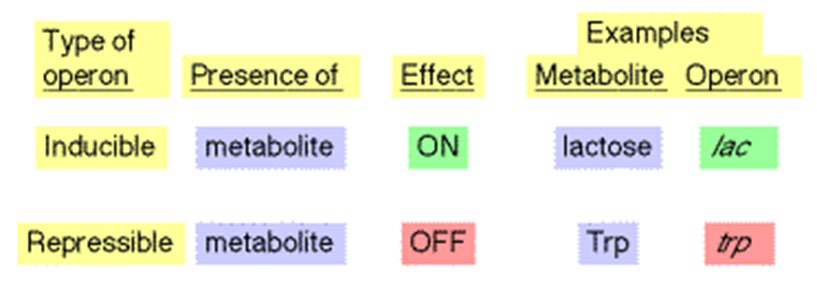 Examples
Type of
operon Presence of Effect Metabolite Operon
Inducible metabolite ON lactose lac
Repressible metabolite OFF Trp trp